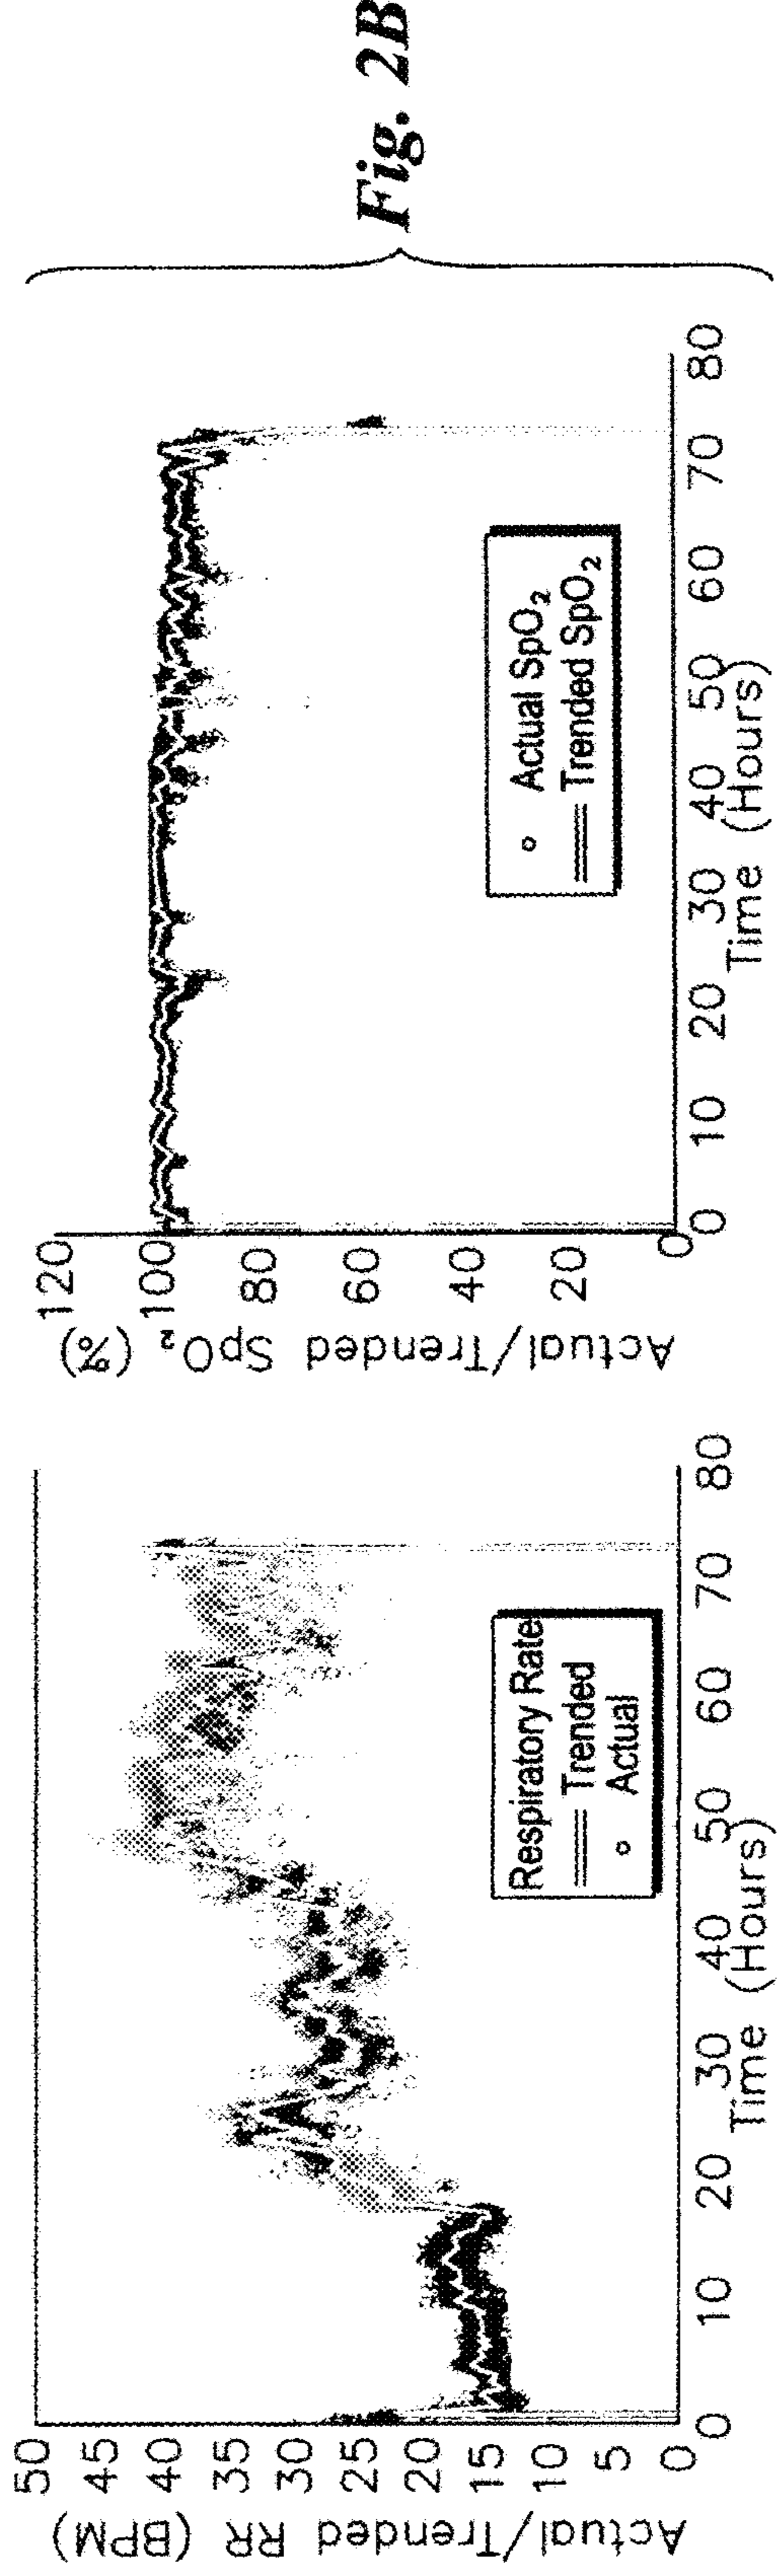 Actual/Trended RR (BPM)
50
45
40
35
30
25
20
15
10
5
0
0 10 20 30 40 50 60 70 80
Time (Hours)
Respiratory Rate
Trended
Actual
Actual/Trended SpO₂ (%)
120
100
80
60
40
20
0
0 10 20 30 40 50 60 70 80
Time (Hours)
Actual SpO₂
Trended SpO₂
Fig. 2B